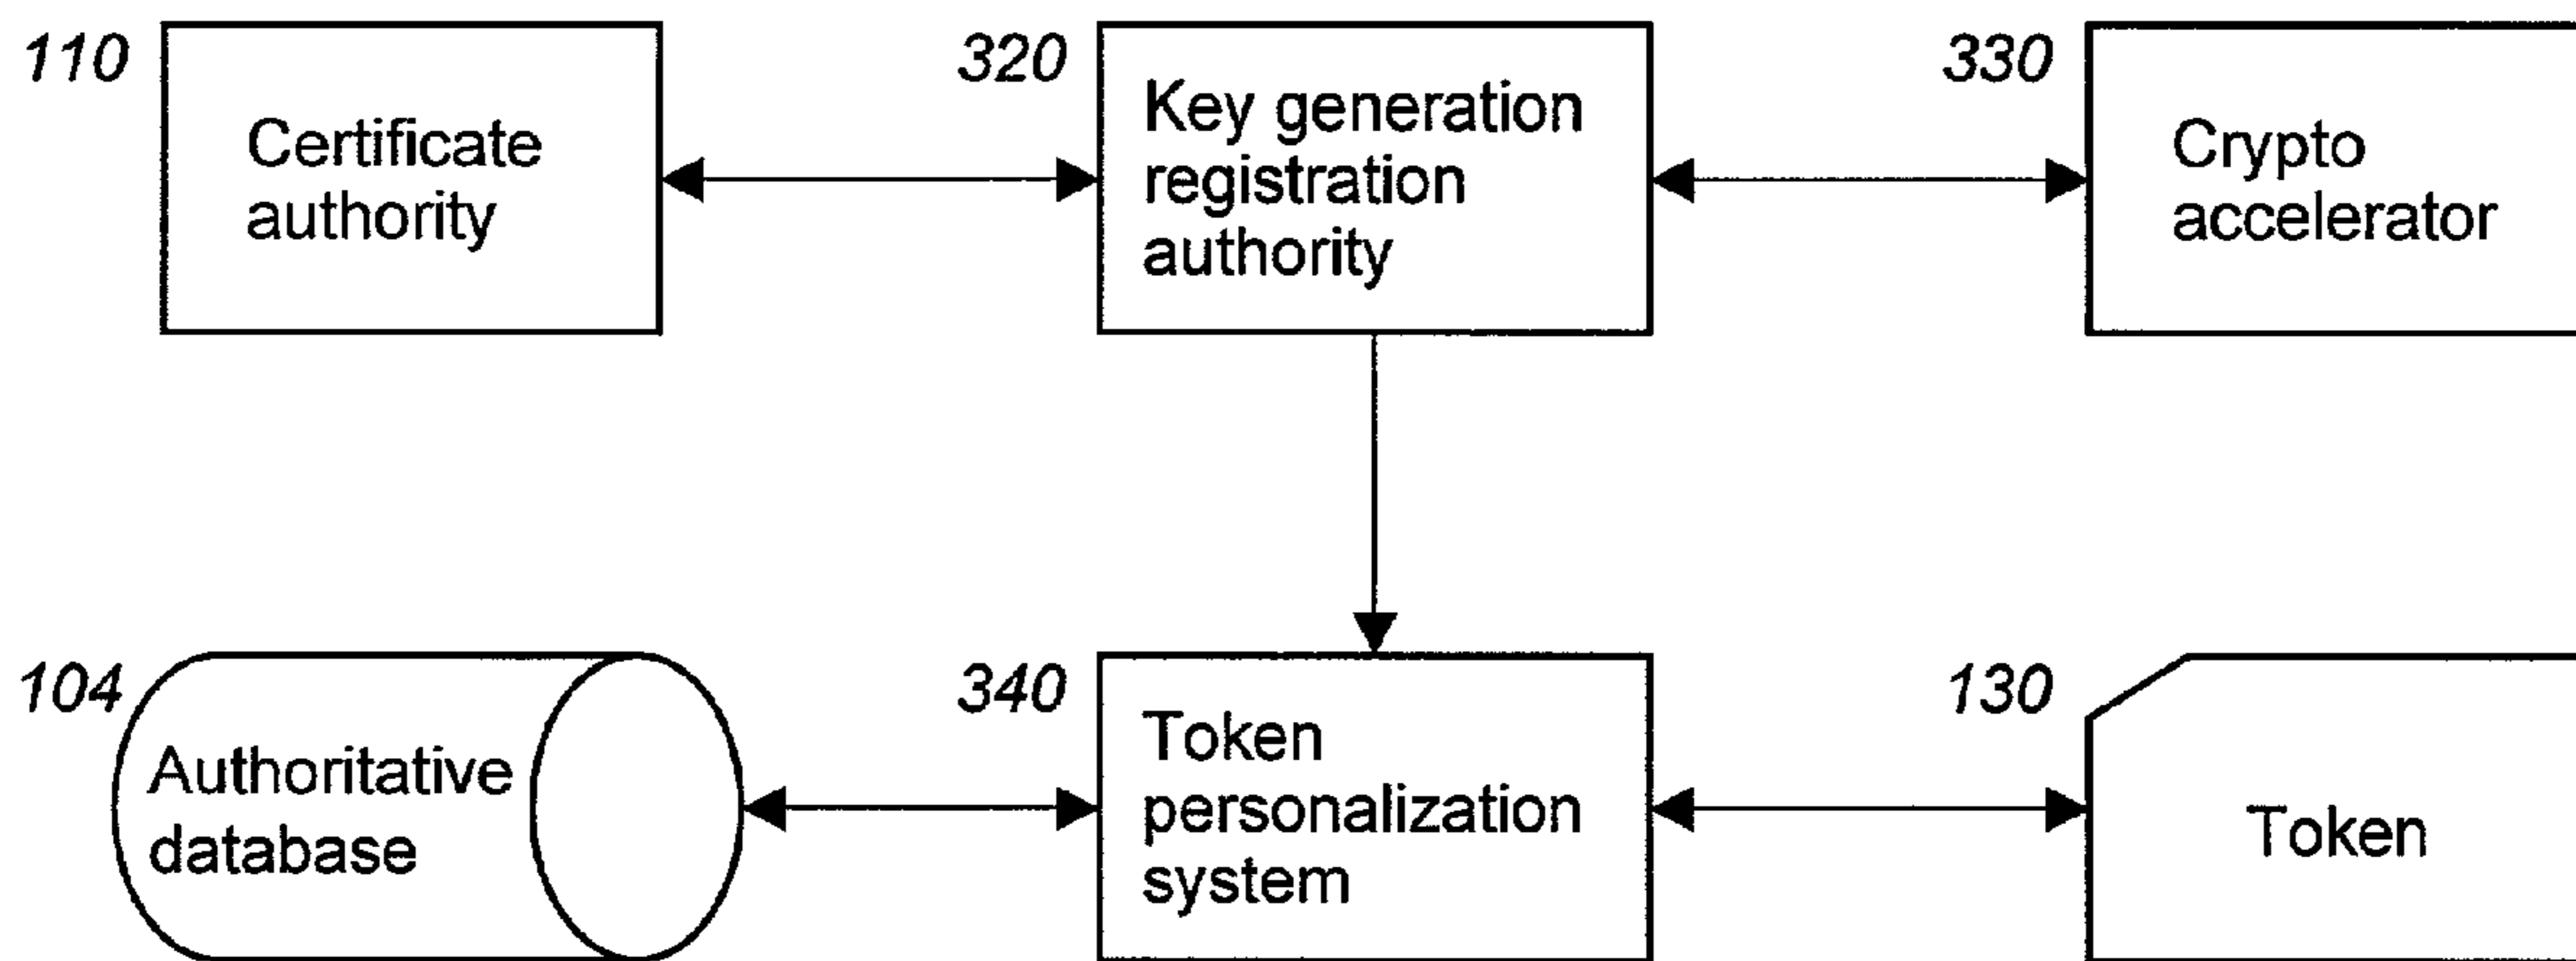 110
Certificate
authority
320
Key generation
registration
authority
330
Crypto
accelerator
104
Authoritative
database
340
Token
personalization
system
130
Token